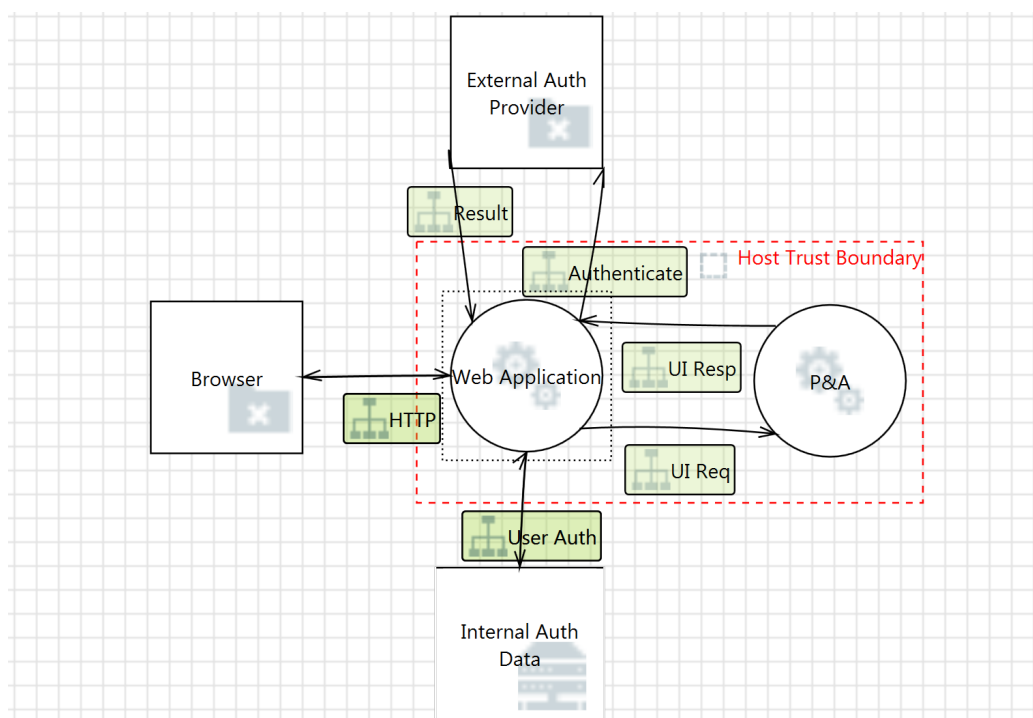 External Auth
Provider
Result
Authenticate
Host Trust Boundary
Browser
Web Application
UI Resp
P&A
HTTP
UI Req
User Auth
Internal Auth
Data